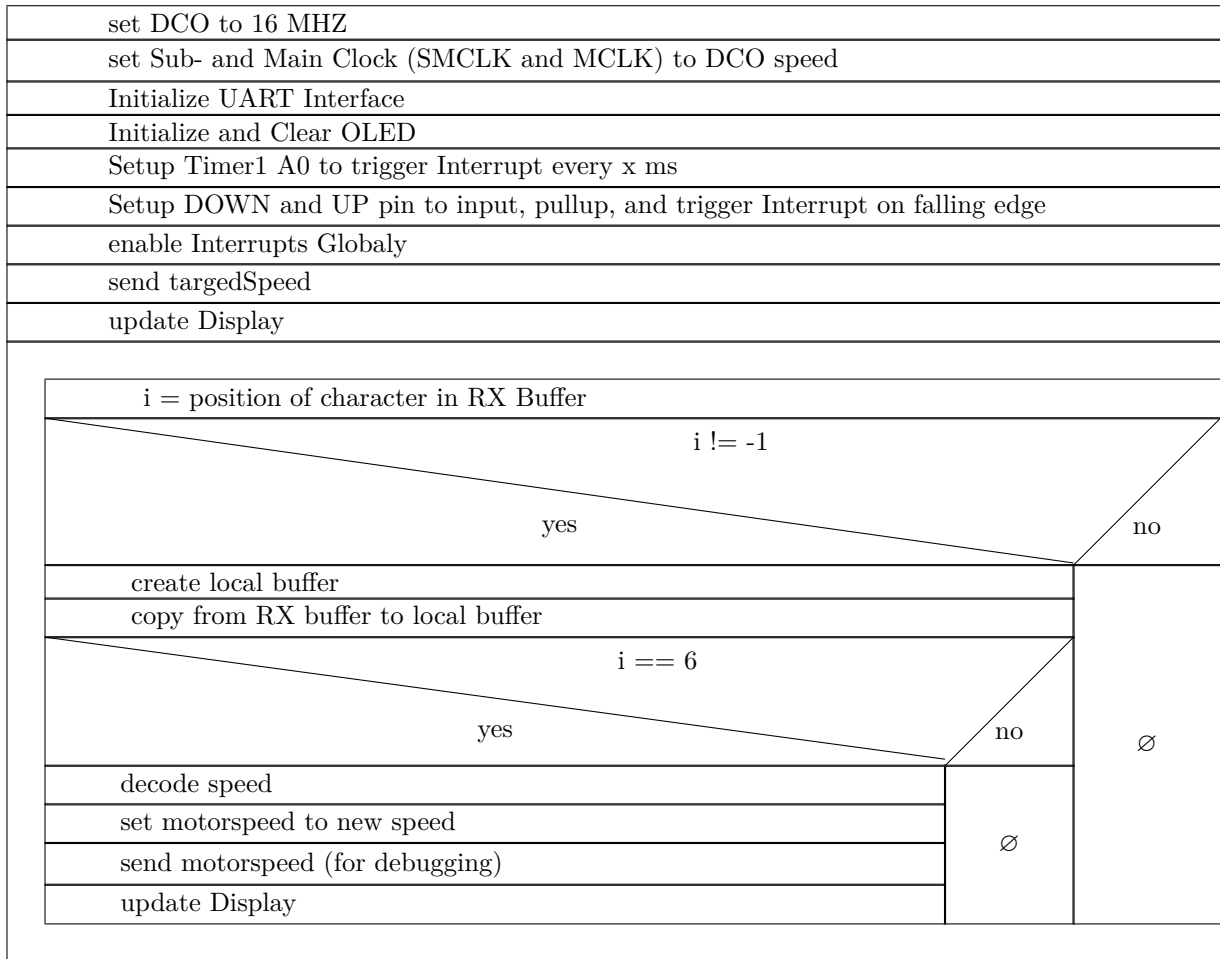 set DCO to 16 MHZ
set Sub- and Main Clock (SMCLK and MCLK) to DCO speed
Initialize UART Interface
Initialize and Clear OLED
Setup Timer1 A0 to trigger Interrupt every x ms
Setup DOWN and UP pin to input, pullup, and trigger Interrupt on falling edge
enable Interrupts Globaly
send targedSpeed
update Display
i = position of character in RX Buffer
i != -1
yes
no
create local buffer
copy from RX buffer to local buffer
i == 6
yes
no
∅
decode speed
set motorspeed to new speed
∅
send motorspeed (for debugging)
update Display